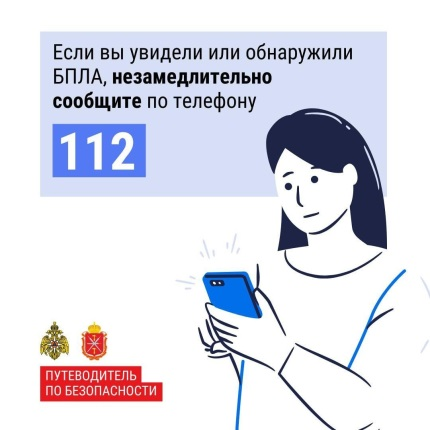 Если вы увидели или обнаружили
БПЛА, незамедлительно
сообщите по телефону
112
ПУТЕВОДИТЕЛЬ
ПО БЕЗОПАСНОСТИ